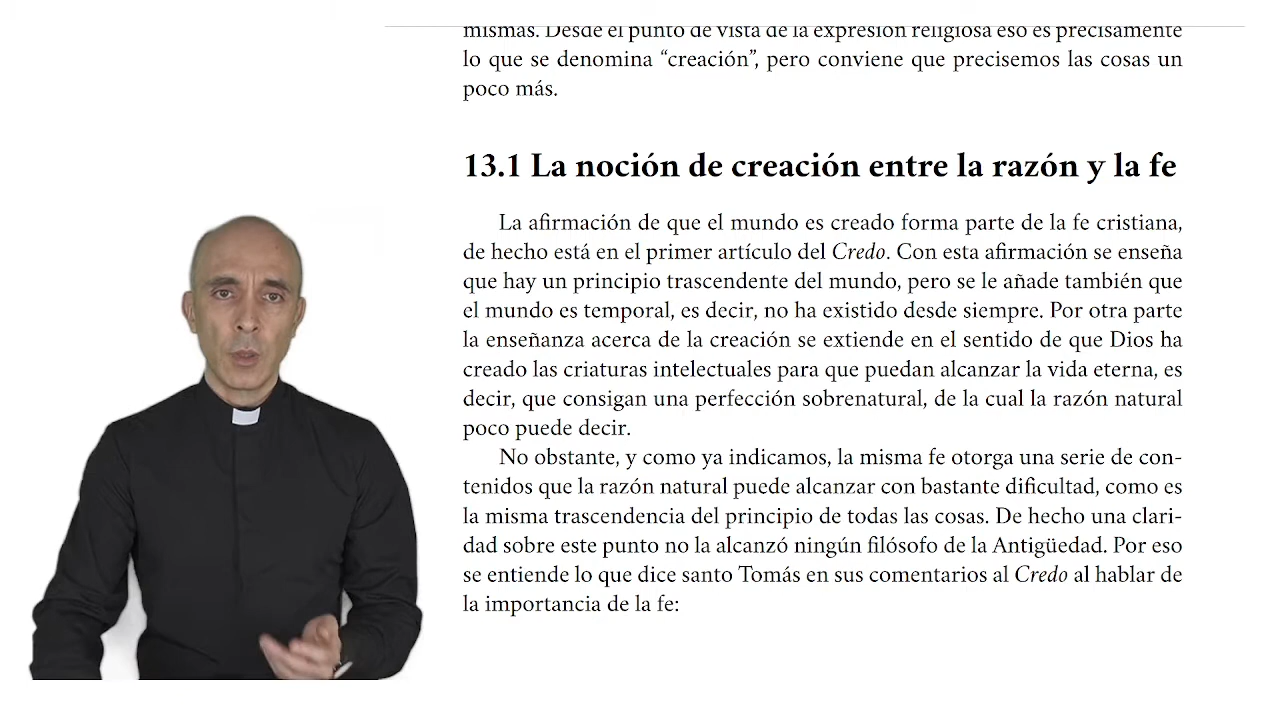 mismas. Desde el punto de vista de la expresión religiosa eso es precisamente
lo que se denomina “creación”, pero conviene que precisemos las cosas un
poco más.
13.1 La noción de creación entre la razón y la fe
La afirmación de que el mundo es creado forma parte de la fe cristiana,
de hecho está en el primer artículo del Credo. Con esta afirmación se enseña
que hay un principio trascendente del mundo, pero se le añade también que
el mundo es temporal, es decir, no ha existido desde siempre. Por otra parte
la enseñanza acerca de la creación se extiende en el sentido de que Dios ha
creado las criaturas intelectuales para que puedan alcanzar la vida eterna, es
decir, que consigan una perfección sobrenatural, de la cual la razón natural
poco puede decir.
No obstante, y como ya indicamos, la misma fe otorga una serie de con-
tenidos que la razón natural puede alcanzar con bastante dificultad, como es
la misma trascendencia del principio de todas las cosas. De hecho una clari-
dad sobre este punto no la alcanzó ningún filósofo de la Antigüedad. Por eso
se entiende lo que dice santo Tomás en sus comentarios al Credo al hablar de
la importancia de la fe: